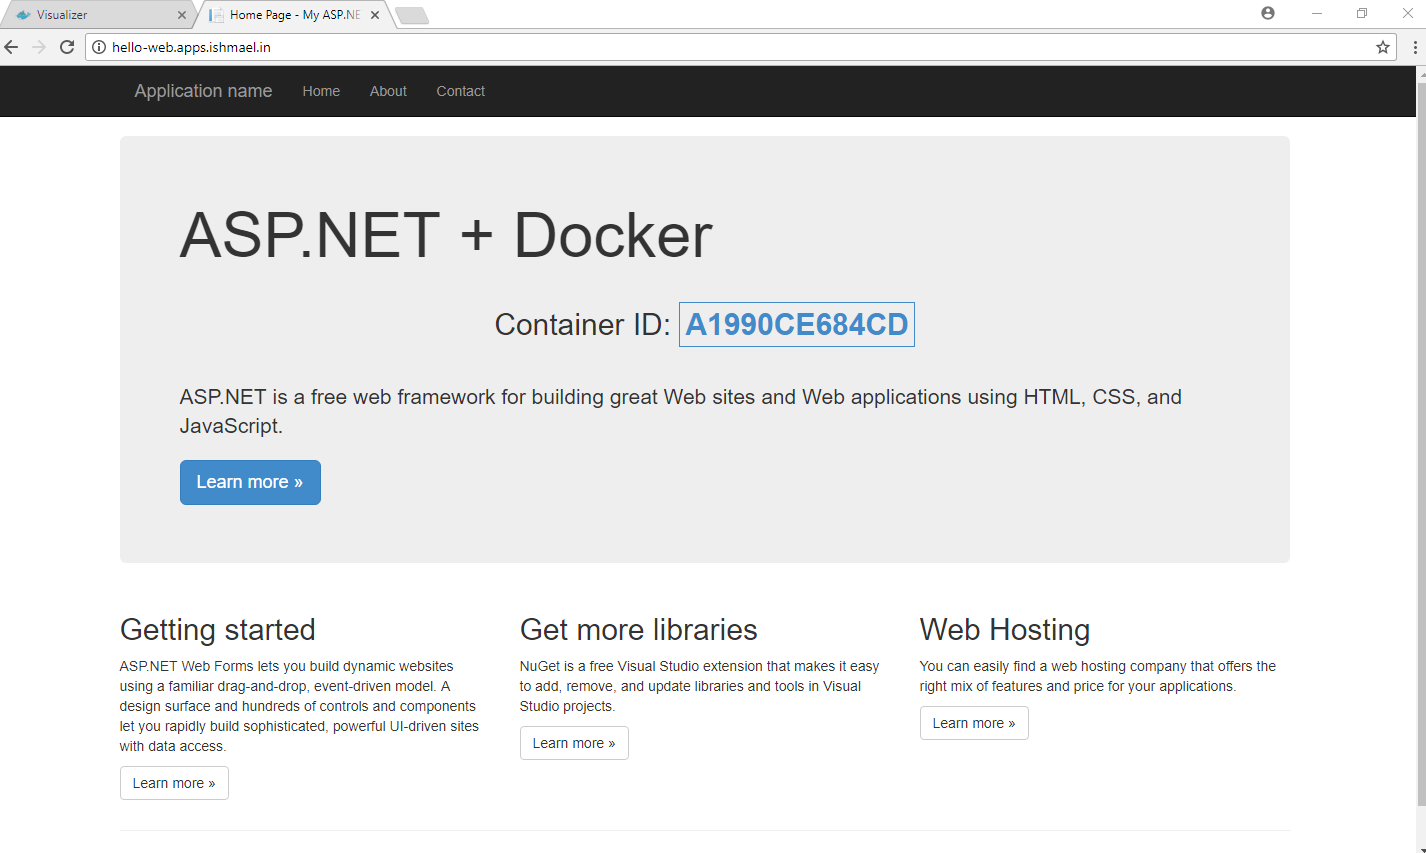 Visualizer
Home Page - My ASP.NE
hello-web.apps.ishmael.in
Application name Home About Contact
ASP.NET + Docker
Container ID: A1990CE684CD
ASP.NET is a free web framework for building great Web sites and Web applications using HTML, CSS, and
JavaScript.
Learn more »
Getting started
ASP.NET Web Forms lets you build dynamic websites
using a familiar drag-and-drop, event-driven model. A
design surface and hundreds of controls and components
let you rapidly build sophisticated, powerful UI-driven sites
with data access.
Learn more »
Get more libraries
NuGet is a free Visual Studio extension that makes it easy
to add, remove, and update libraries and tools in Visual
Studio projects.
Learn more »
Web Hosting
You can easily find a web hosting company that offers the
right mix of features and price for your applications.
Learn more »